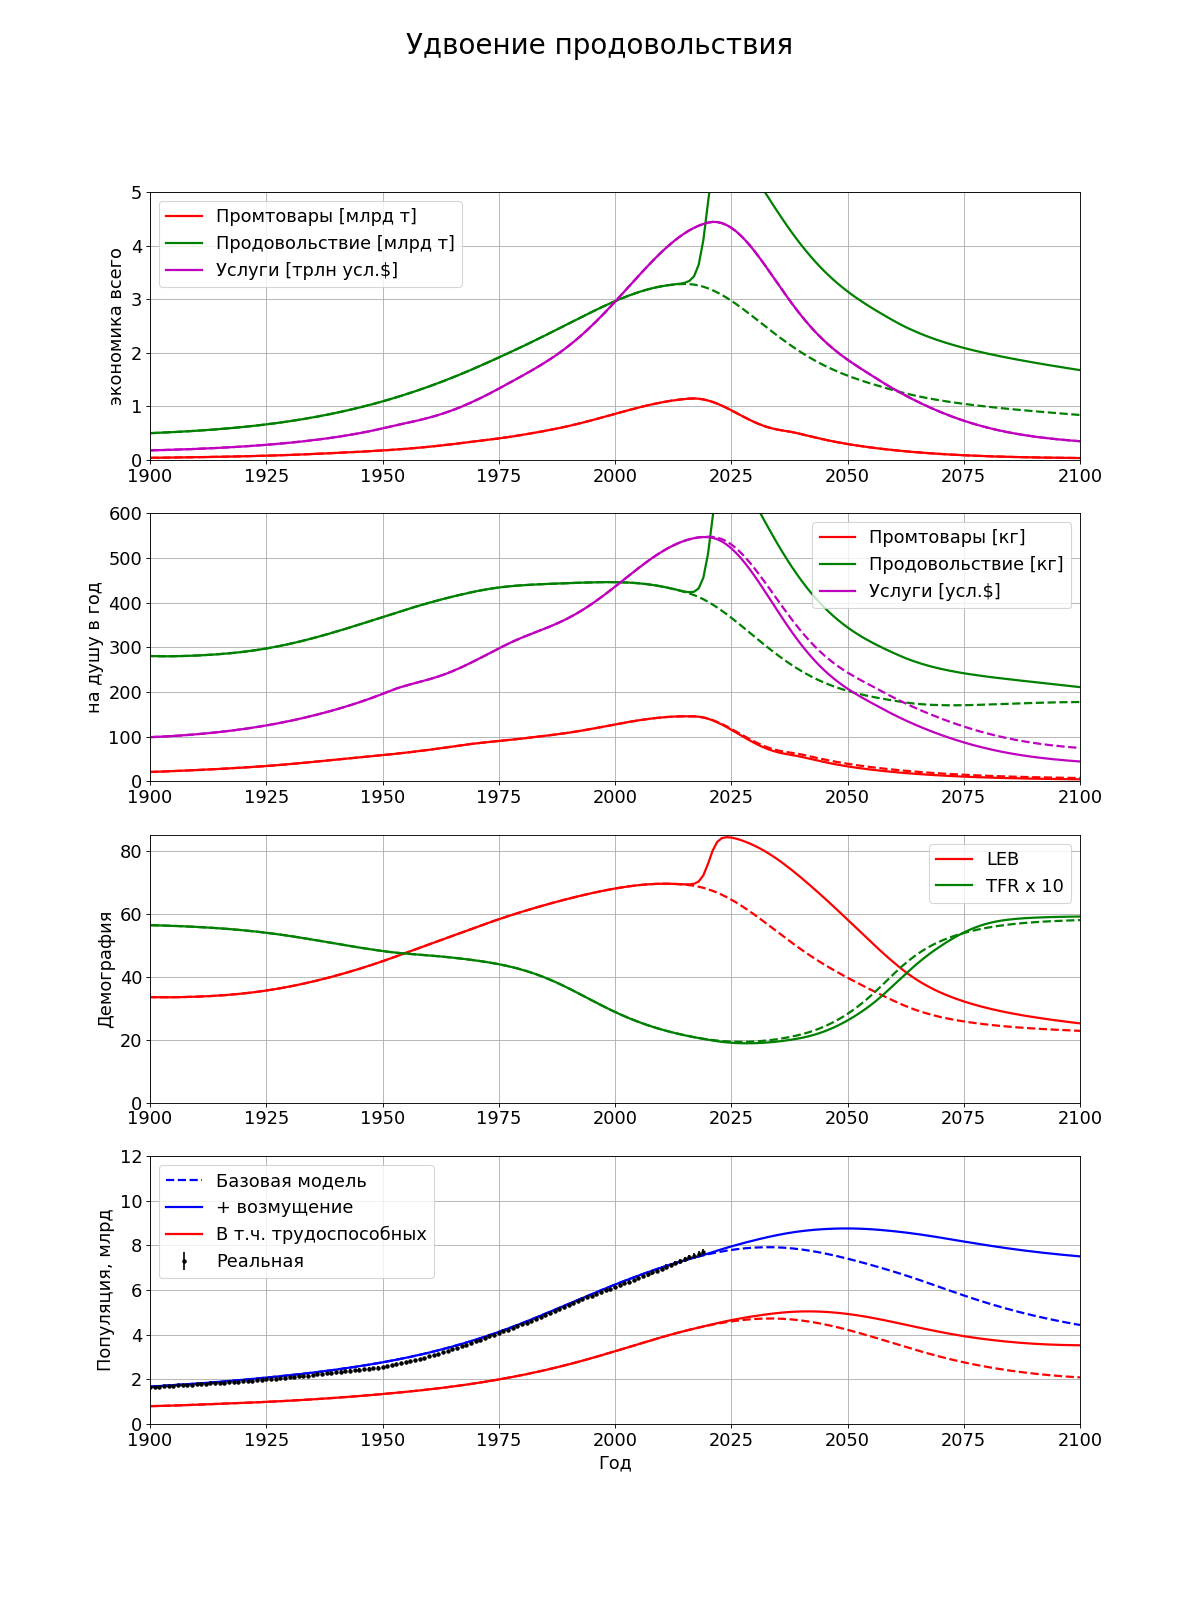 Удвоение продовольствия
экономика всего
5
4
3
2
1
0
Промтовары [млрд т]
Продовольствие [млрд т]
Услуги [трлн усл.$]
1900 1925 1950 1975 2000 2025 2050 2075 2100
на душу в год
600
500
400
300
200
100
0
Промтовары [кг]
Продовольствие [кг]
Услуги [усл.$]
1900 1925 1950 1975 2000 2025 2050 2075 2100
Демография
80
60
40
20
0
LEB
TFR x 10
1900 1925 1950 1975 2000 2025 2050 2075 2100
Популяция, млрд
12
10
8
6
4
2
0
Базовая модель
+ возмущение
В т.ч. трудоспособных
Реальная
1900 1925 1950 1975 2000 2025 2050 2075 2100
Год